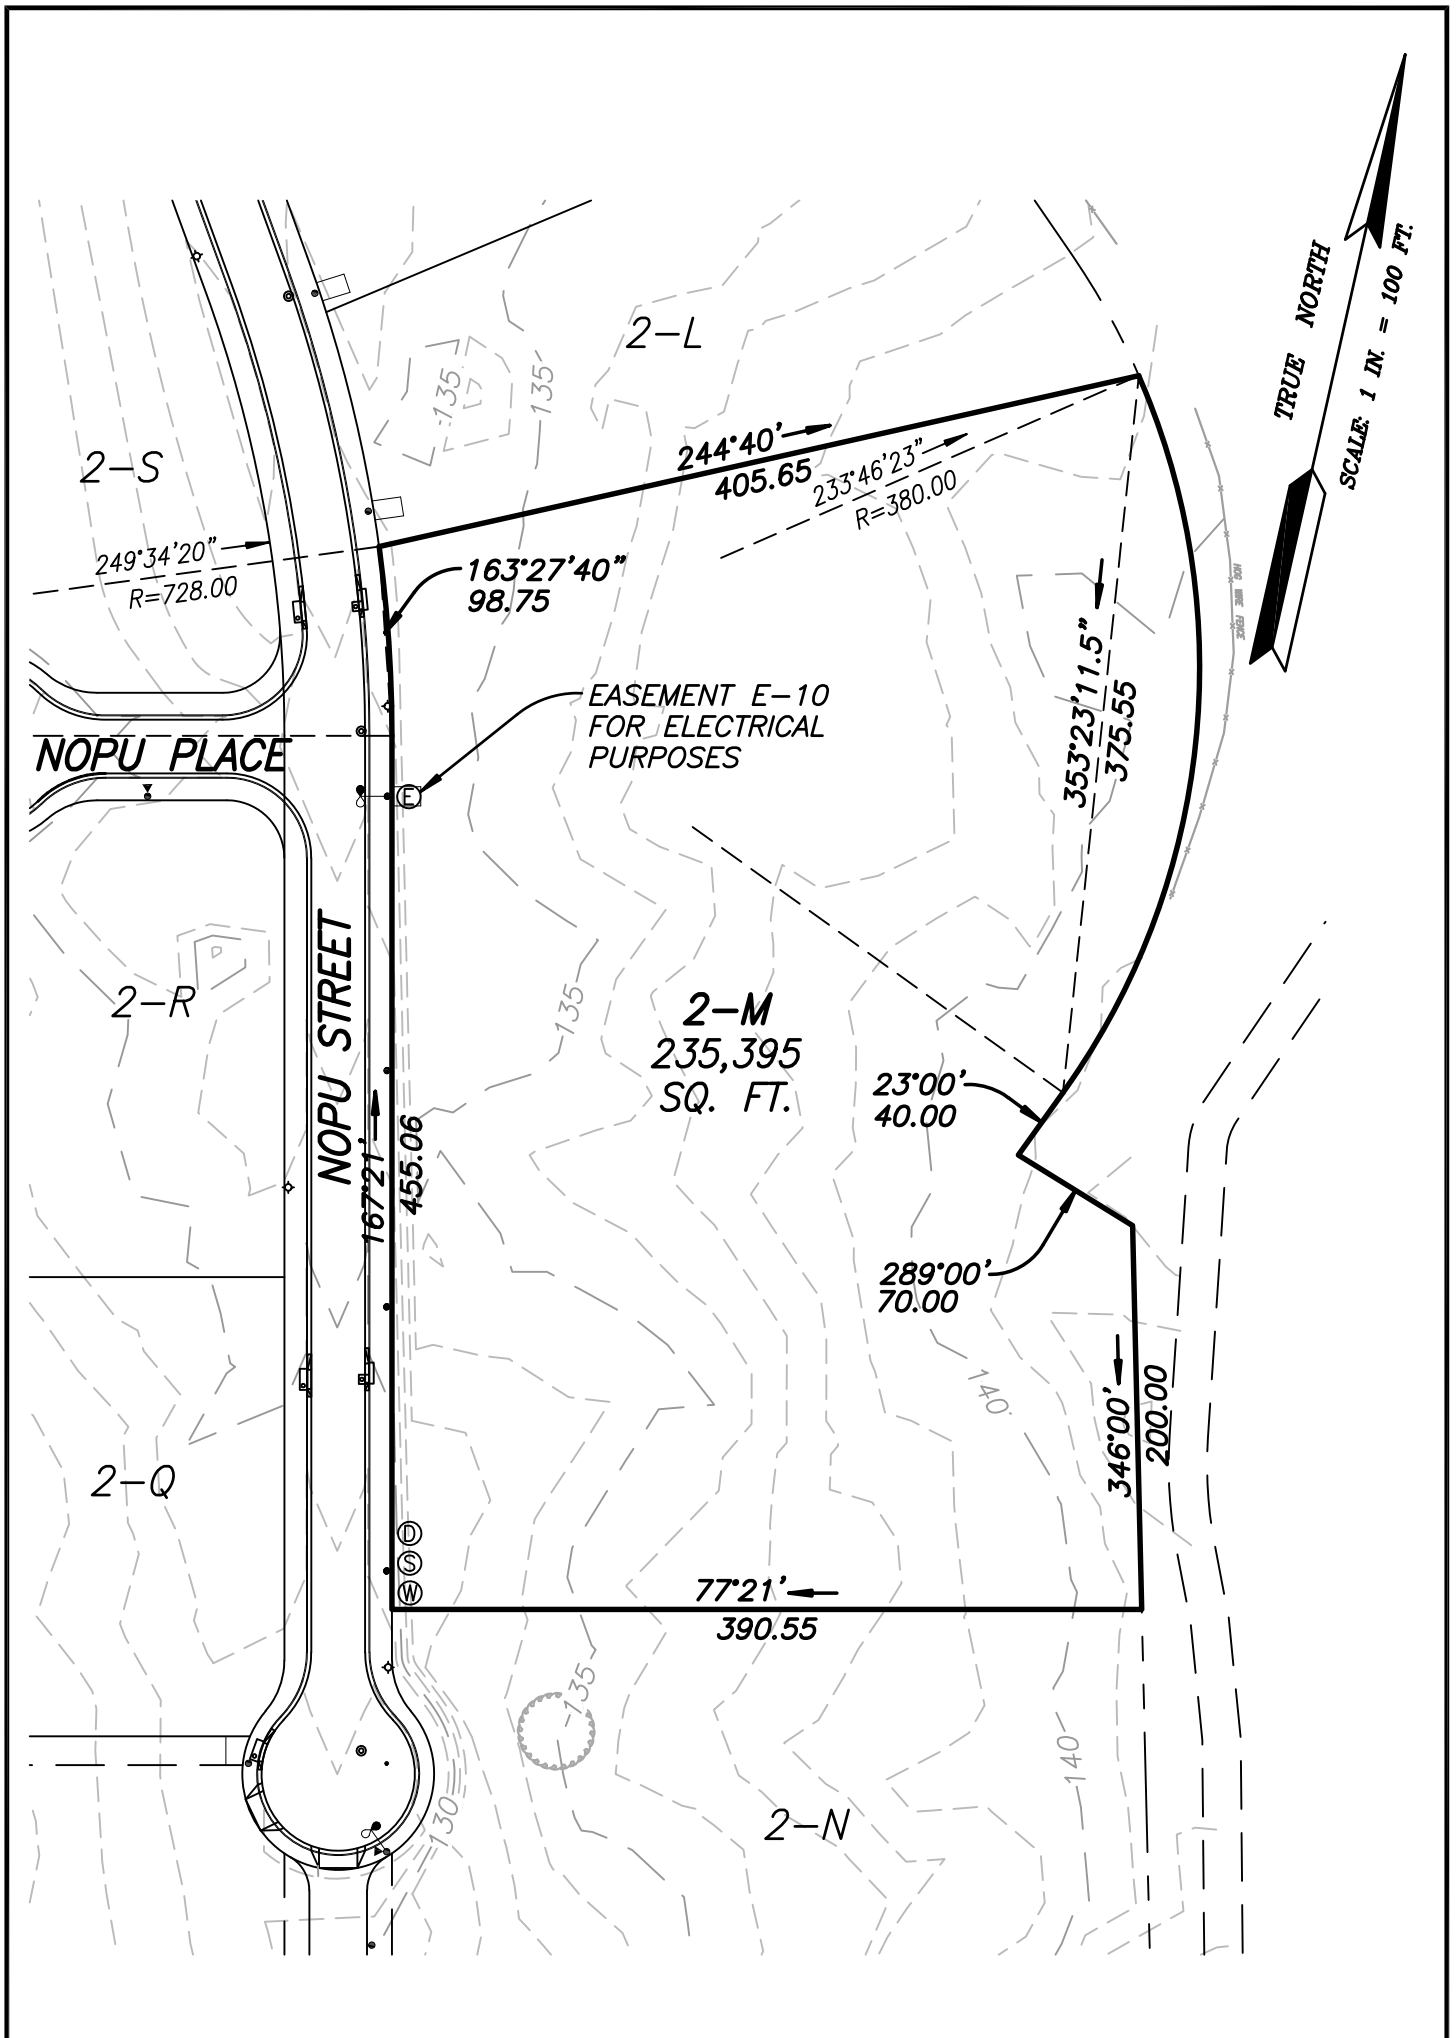 TRUE NORTH
SCALE: 1 IN. = 100 FT.
2-L
135
135
244°40'
405.65
233°46'23"
R=380.00
2-S
249°34'20"
R=728.00
163°27'40"
98.75
HOG WIRE FENCE
353°23'11.5"
375.55
EASEMENT E-10
FOR ELECTRICAL
PURPOSES
NOPU PLACE
E
NOPU STREET
2-R
135
2-M
235,395
SQ. FT.
23°00'
40.00
167°21'
455.06
289°00'
70.00
140
346°00'
200.00
2-Q
D
S
W
77°21'
390.55
135
140
130
2-N